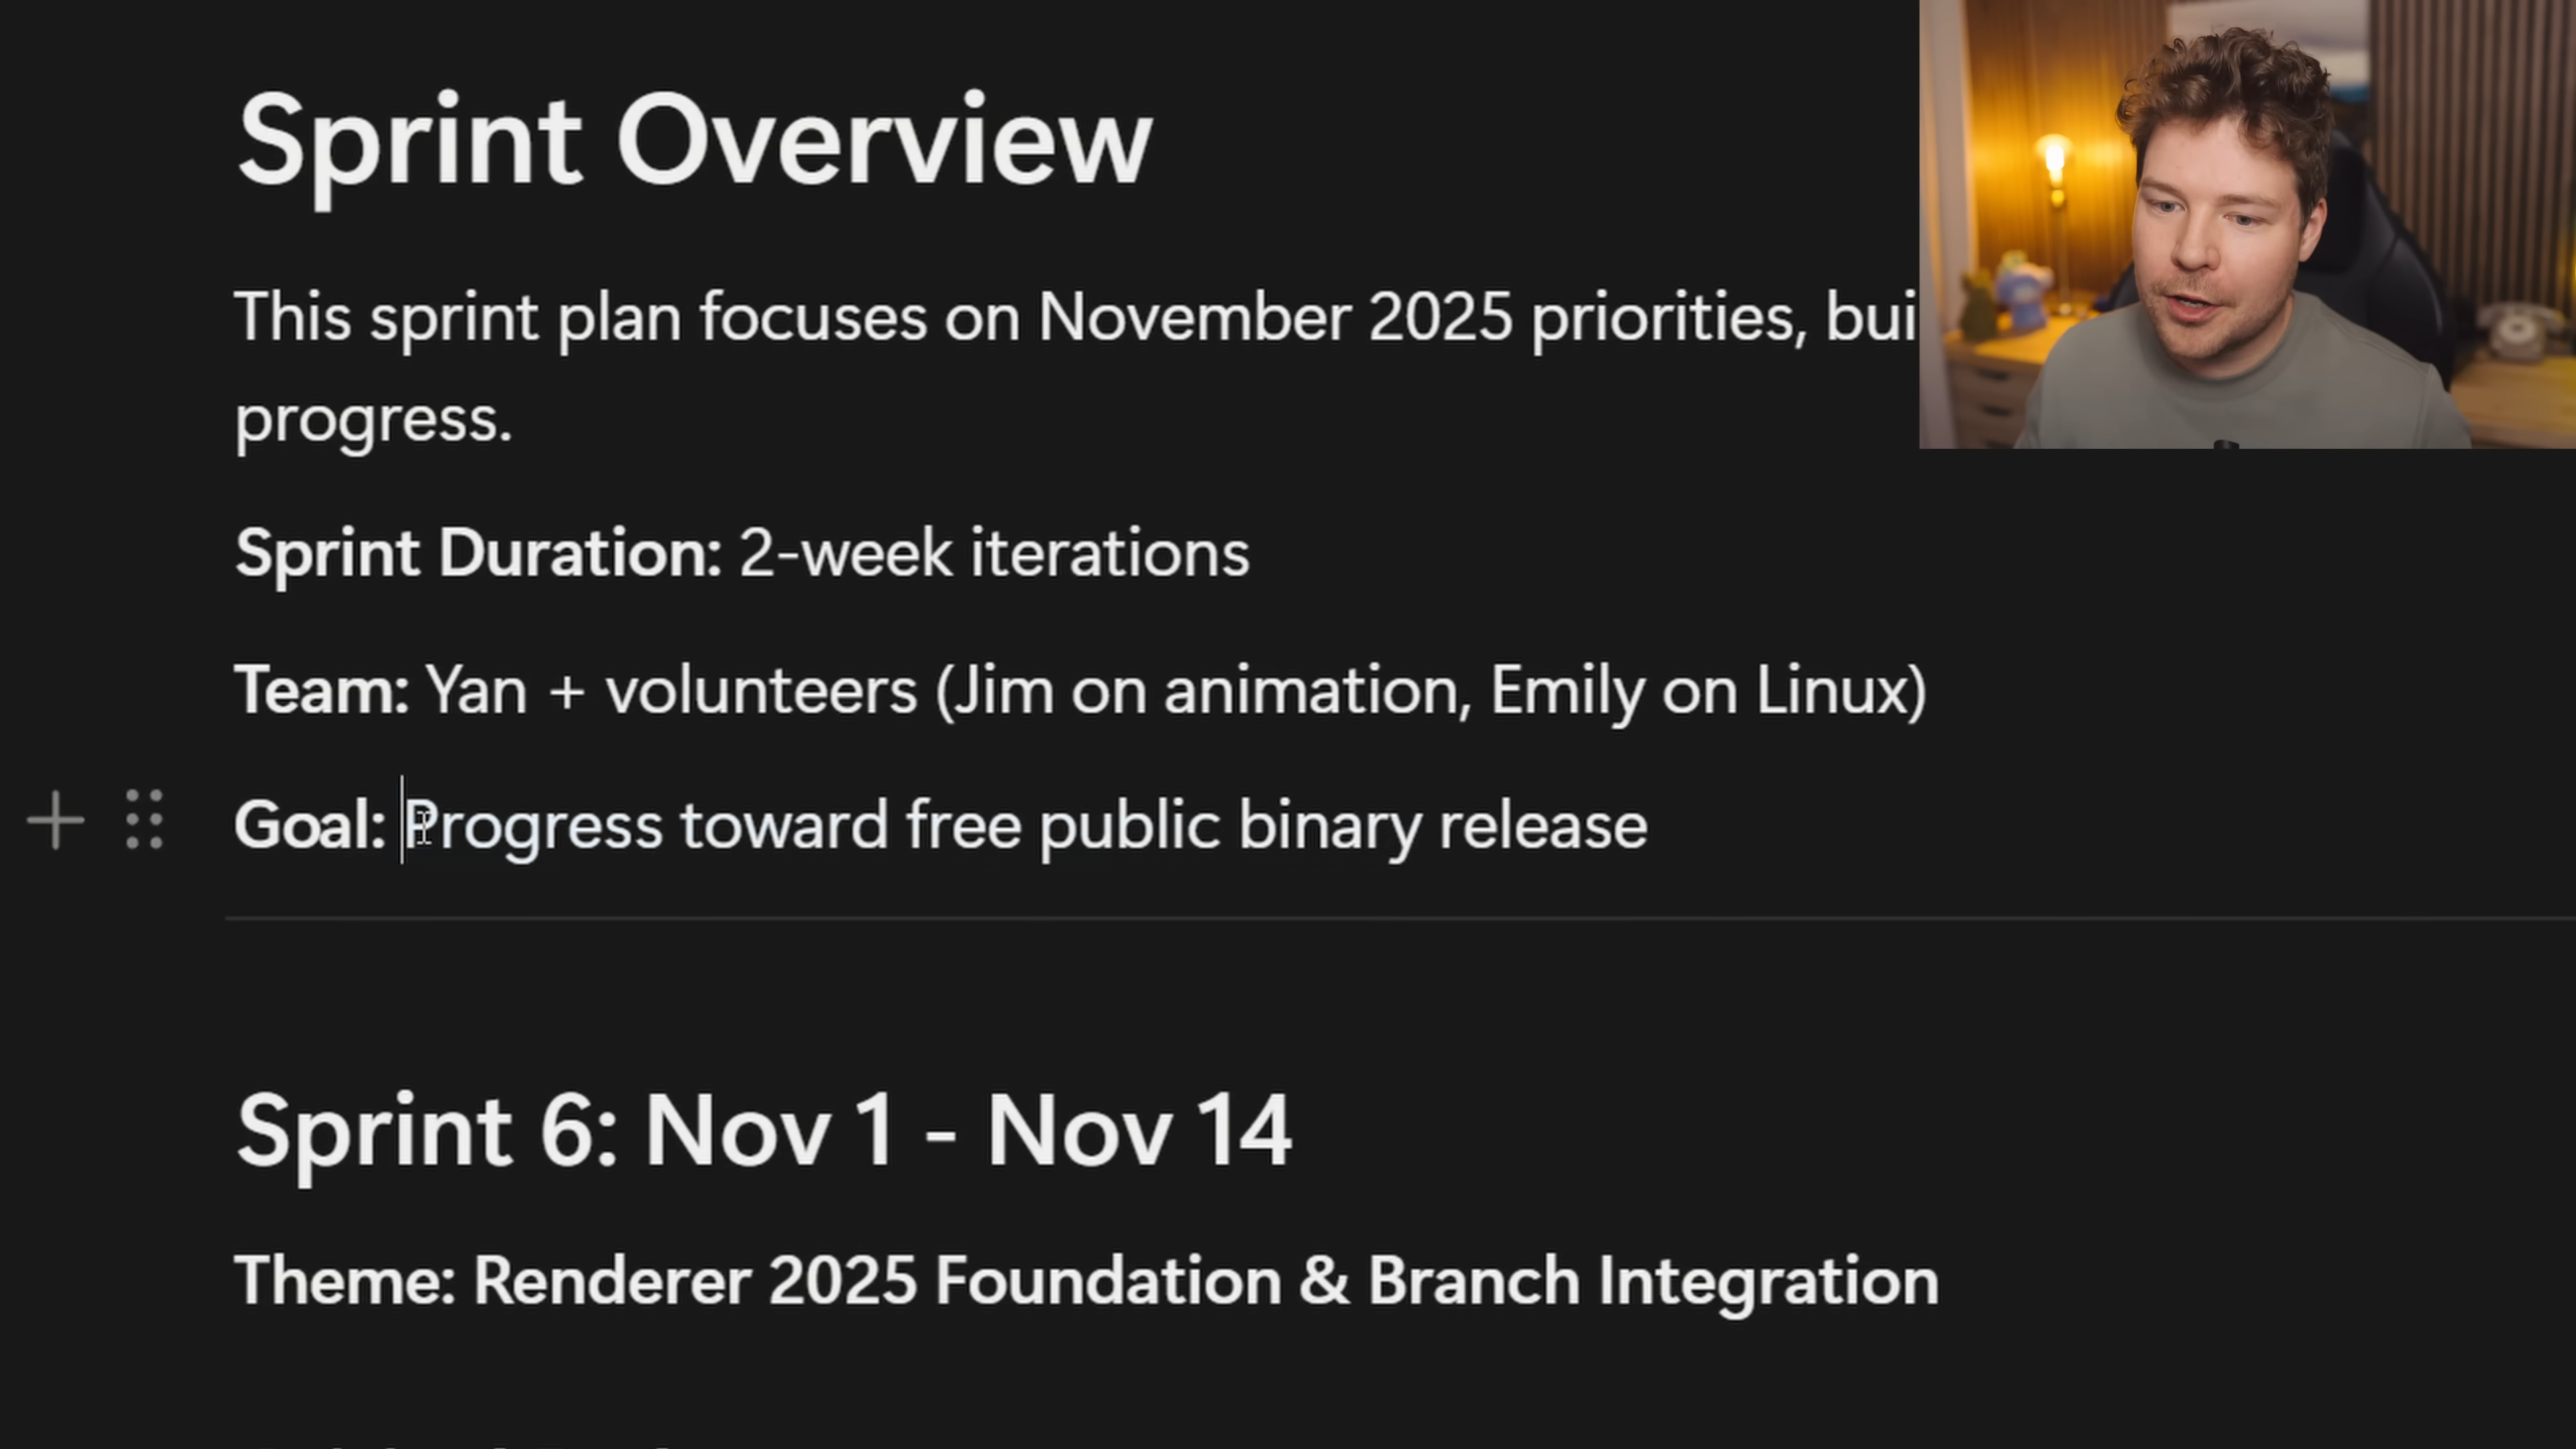 Sprint Overview
This sprint plan focuses on November 2025 priorities,
progress.
Sprint Duration: 2-week iterations
Team: Yan + volunteers (Jim on animation, Emily on Linux)
Goal: Progress toward free public binary release
Sprint 6: Nov 1 - Nov 14
Theme: Renderer 2025 Foundation & Branch Integration